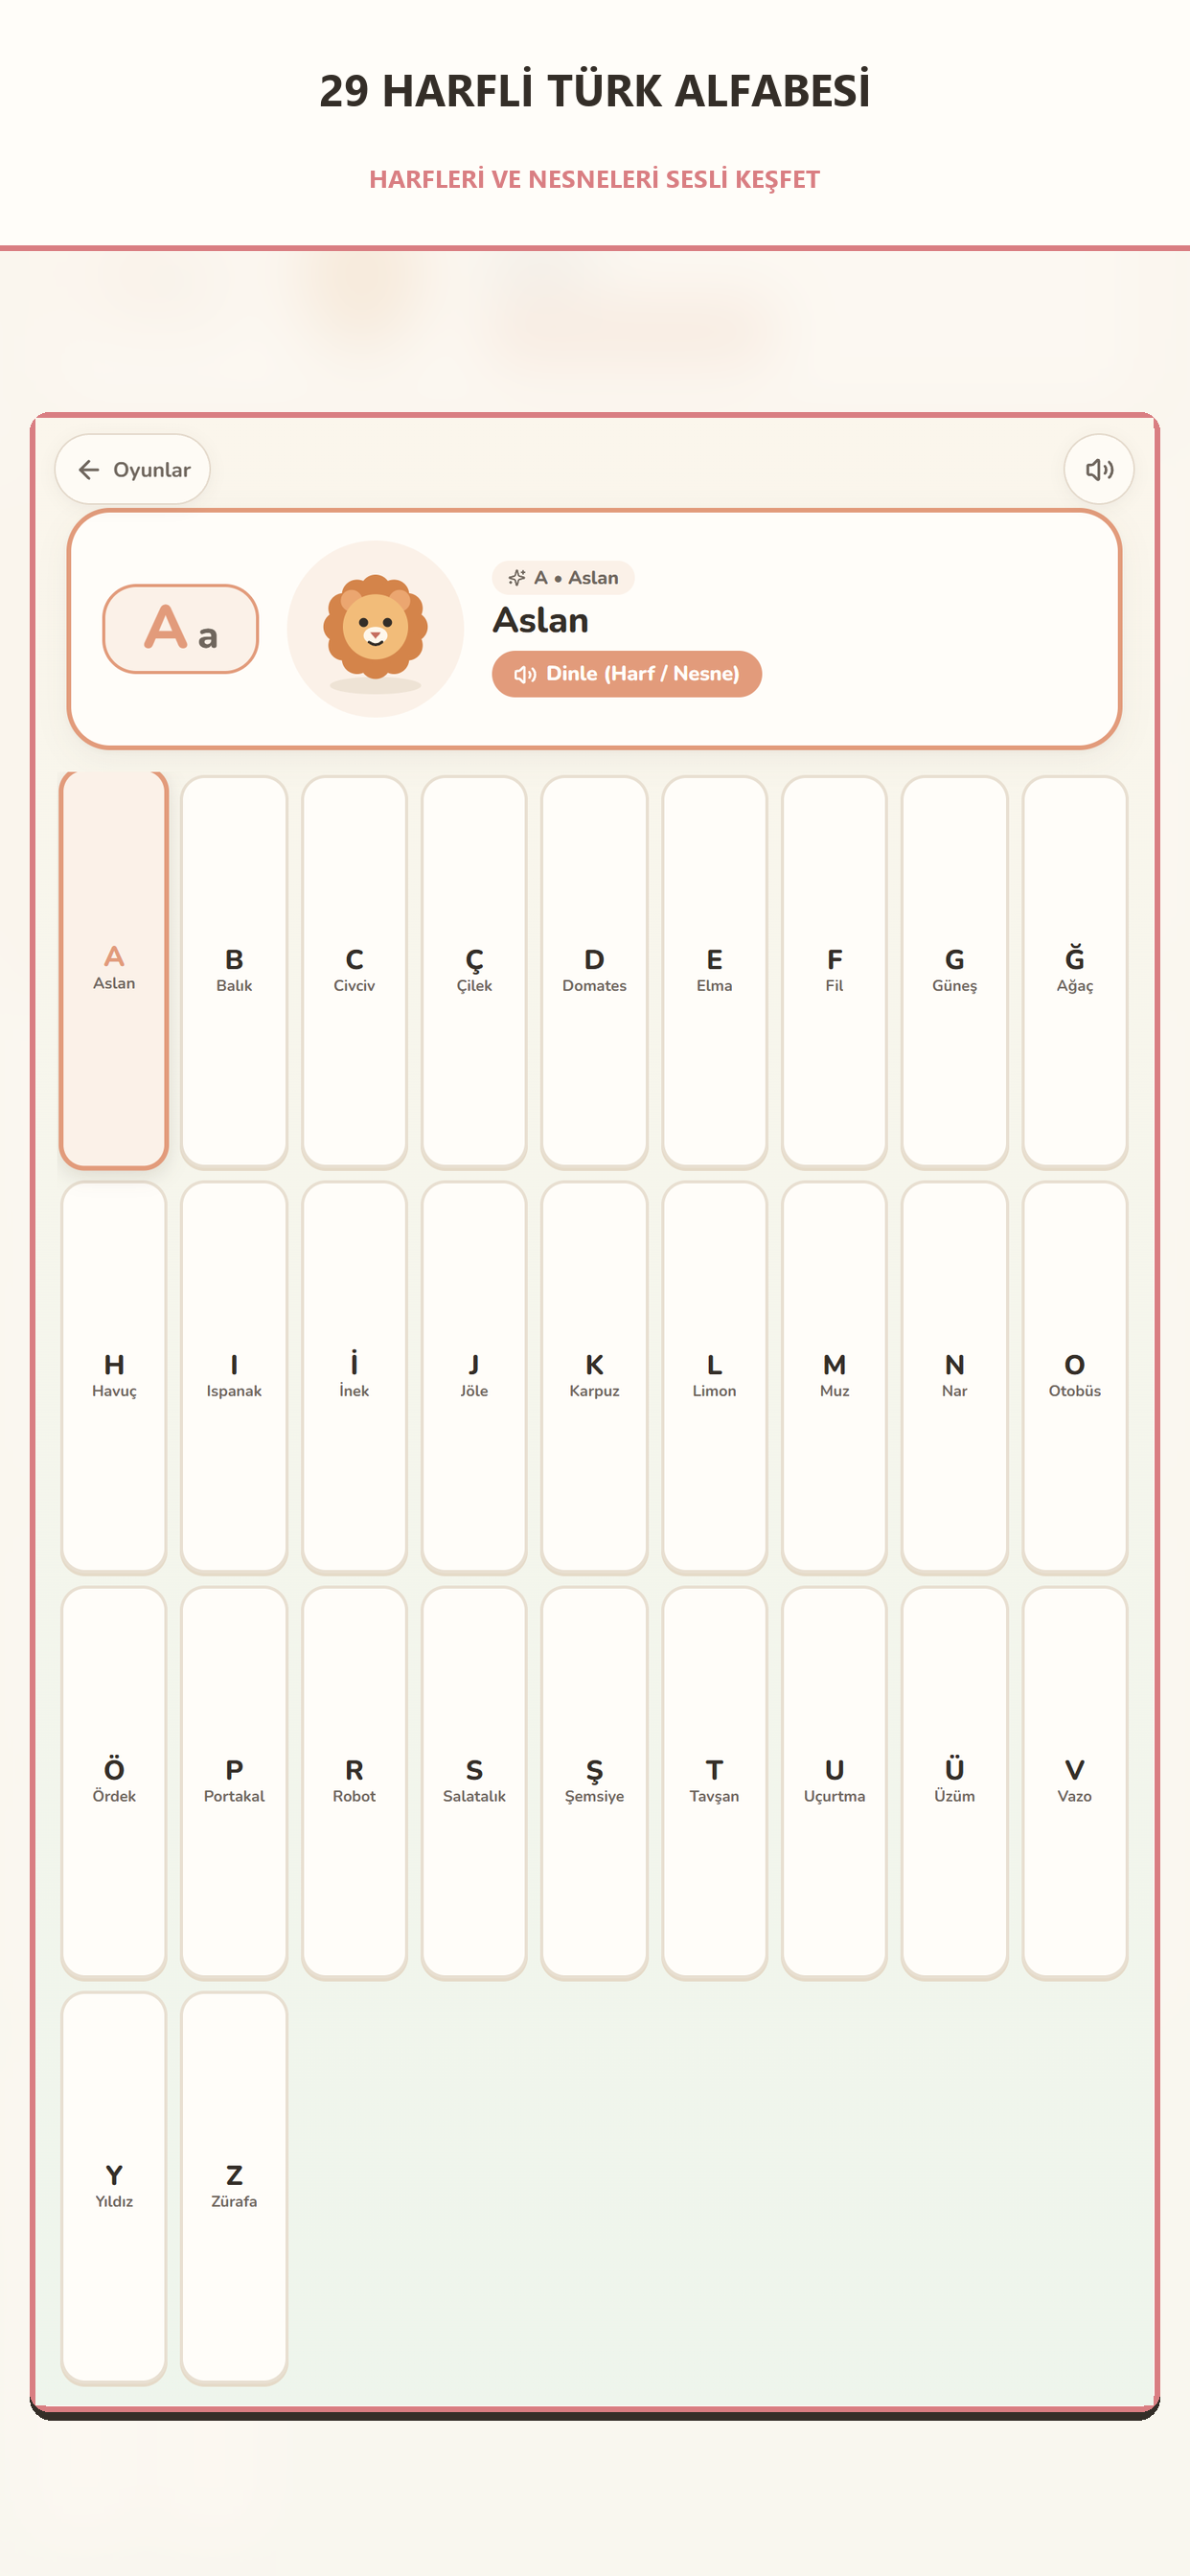 29 HARFLİ TÜRK ALFABESİ
HARFLERİ VE NESNELERİ SESLİ KEŞFET
Oyunlar
A a
A • Aslan
Aslan
Dinle (Harf / Nesne)
A
Aslan
B
Balık
C
Civciv
Ç
Çilek
D
Domates
E
Elma
F
Fil
G
Güneş
Ğ
Ağaç
H
Havuç
I
Ispanak
İ
İnek
J
Jöle
K
Karpuz
L
Limon
M
Muz
N
Nar
O
Otobüs
Ö
Ördek
P
Portakal
R
Robot
S
Salatalık
Ş
Şemsiye
T
Tavşan
U
Uçurtma
Ü
Üzüm
V
Vazo
Y
Yıldız
Z
Zürafa